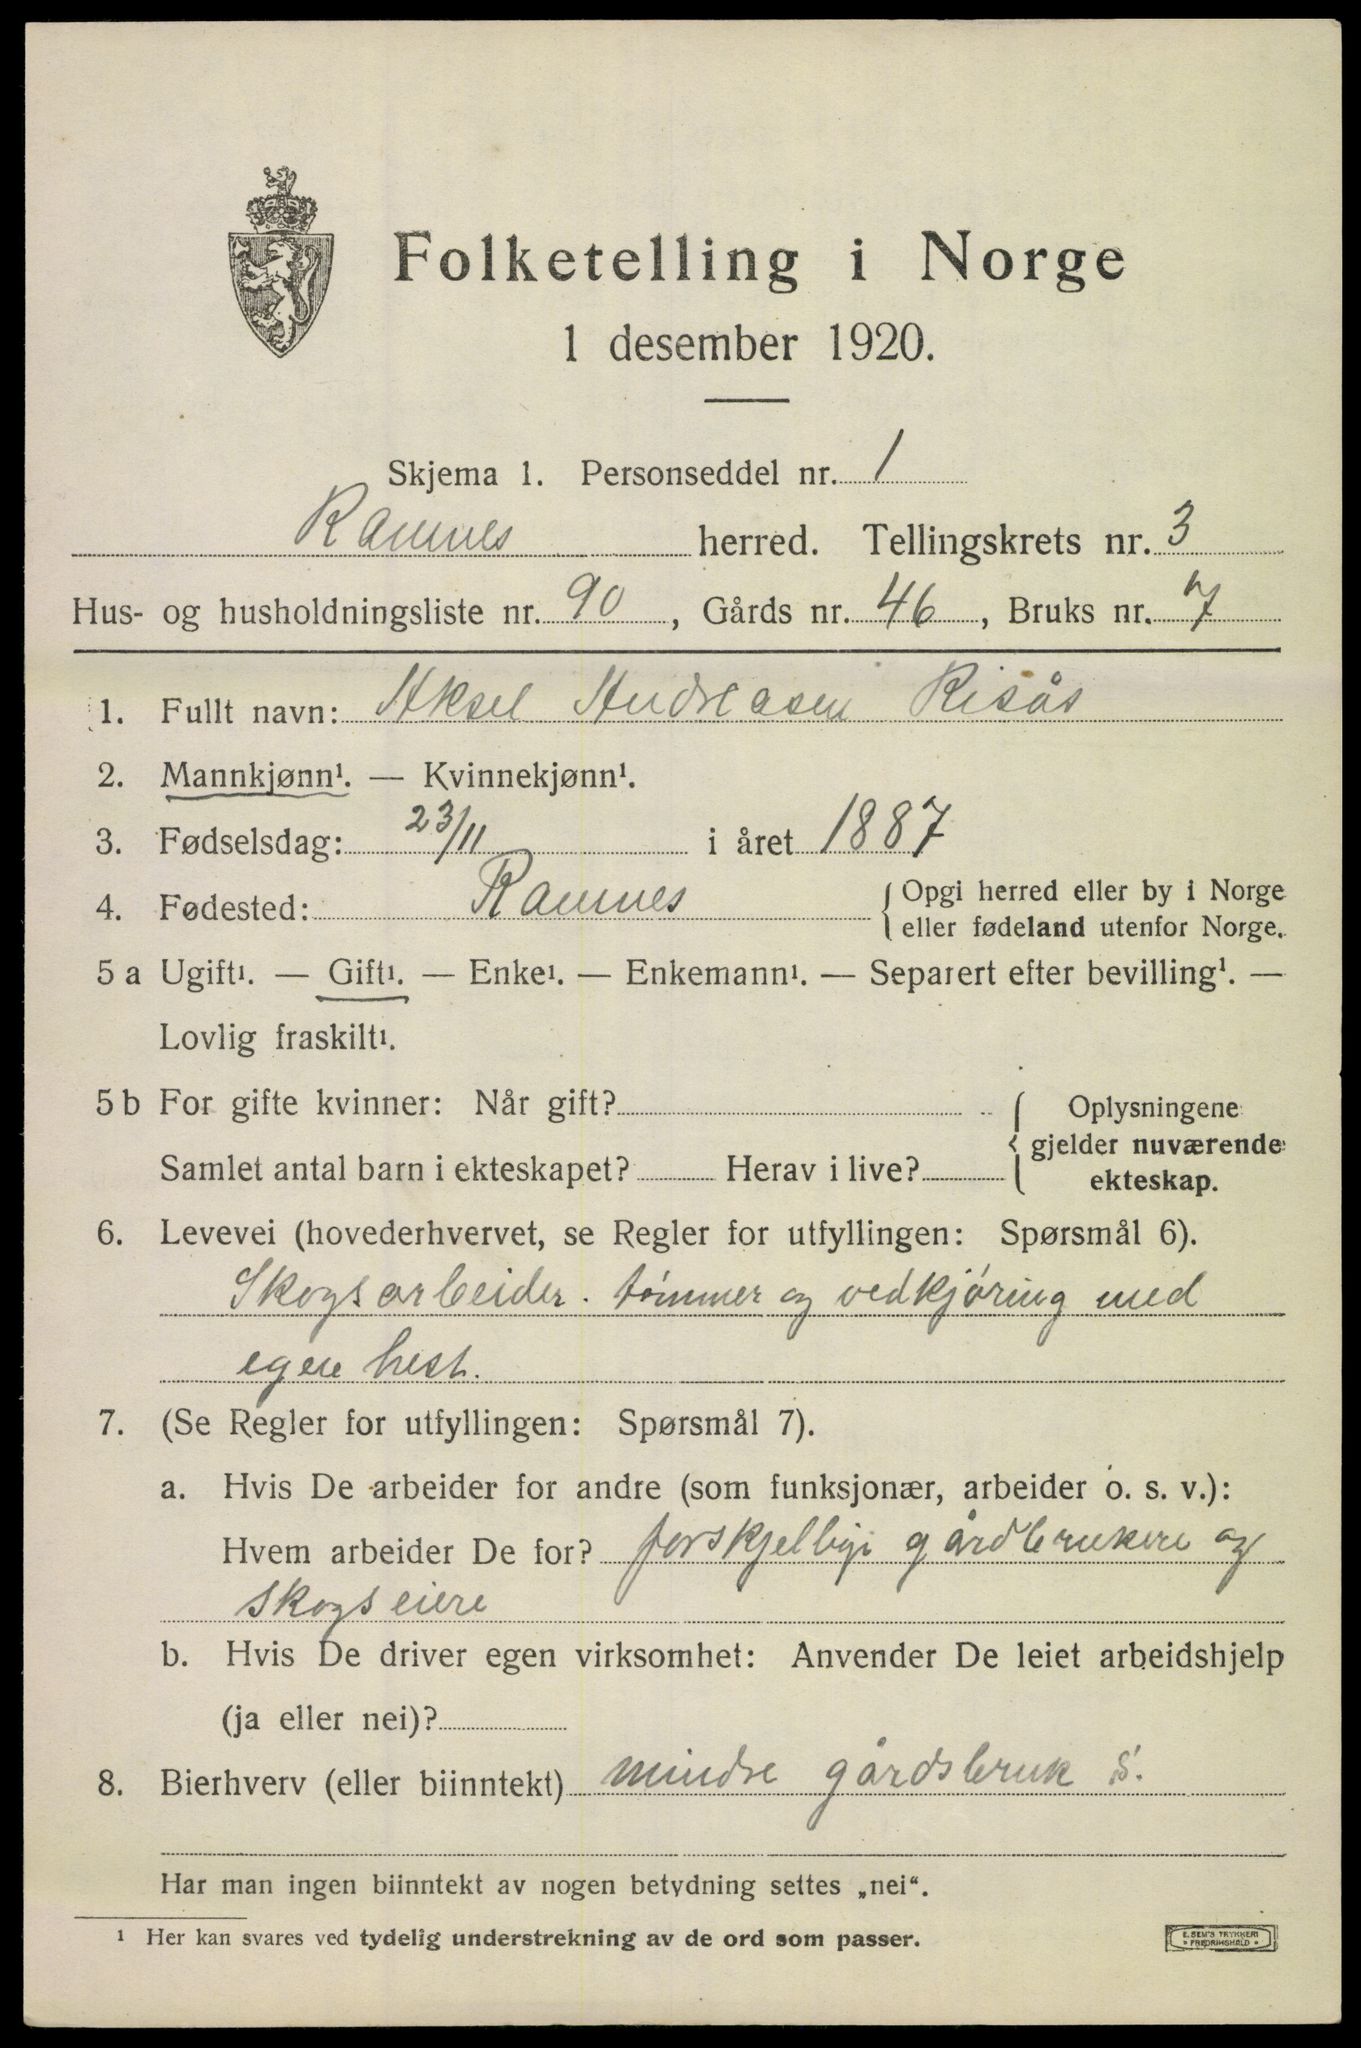 Folketelling i Norge
1 desember 1920.
Skjema 1. Personseddel nr. 1
Ramnes herred. Tellingskrets nr. 3
Hus- og husholdningsliste nr. 90, Gårds nr. 46, Bruks nr. 7
1. Fullt navn: Aksel Andreasen Risås
2. Mannkjønn¹. — Kvinnekjønn¹.
3. Fødselsdag: 23/11 i året 1887
4. Fødested: Ramnes { Opgi herred eller by i Norge
eller fødeland utenfor Norge.
5 a Ugift¹. — Gift¹. — Enke¹. — Enkemann¹. — Separert efter bevilling¹. —
Lovlig fraskilt¹.
5 b For gifte kvinner: Når gift? { Oplysningene
gjelder nuværende
Samlet antal barn i ekteskapet? Herav i live? ekteskap.
6. Levevei (hovederhvervet, se Regler for utfyllingen: Spørsmål 6).
Skogsarbeider. tømmer og vedkjøring med
egen hest.
7. (Se Regler for utfyllingen: Spørsmål 7).
a. Hvis De arbeider for andre (som funksjonær, arbeider o. s. v.):
Hvem arbeider De for? forskjellige gårdbrukere og
skogseiere
b. Hvis De driver egen virksomhet: Anvender De leiet arbeidshjelp
(ja eller nei)?
8. Bierhverv (eller biinntekt) mindre gårdsbruk s.
Har man ingen biinntekt av nogen betydning settes „nei“.
¹ Her kan svares ved tydelig understrekning av de ord som passer.
E. SEM'S TRYKKERI
FREDRIKSHALD